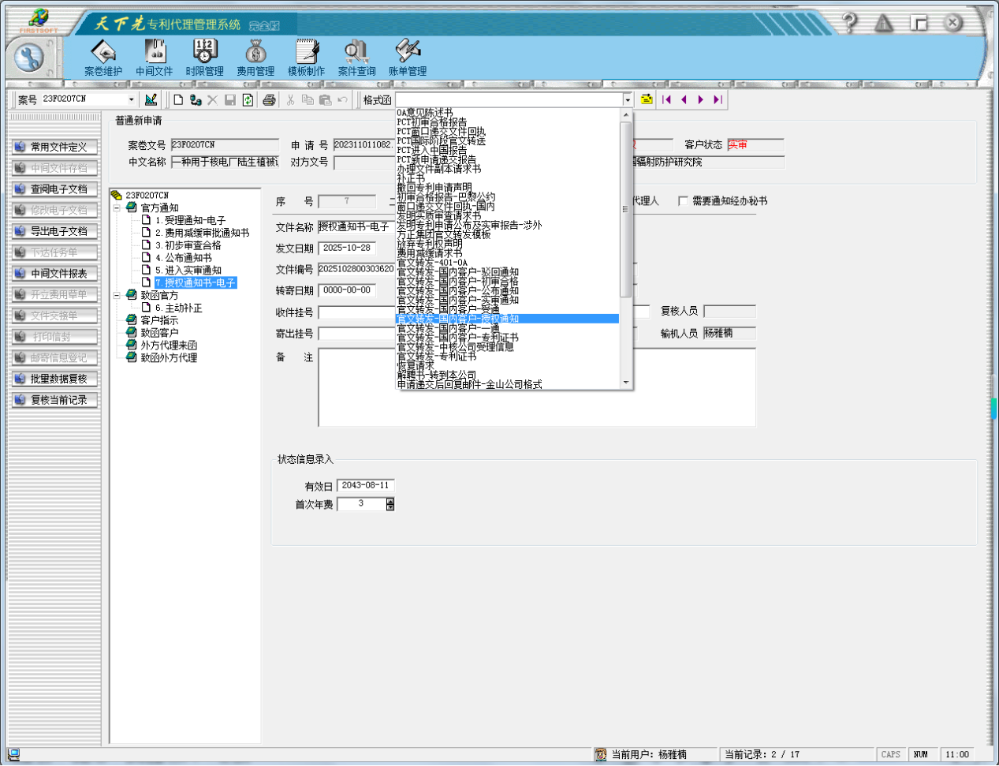 FIRSTSOFT
天下先 专利代理管理系统 完全版
案卷维护 中间文件 时限管理 费用管理 模板制作 案件查询 账单管理
案号 23F0207CN
格式函
普通新申请
案卷文号 23F0207CN
申 请 号 202311011082.
客户状态 实审
中文名称 一种用于核电厂陆生植被
对方文号
辐射防护研究院
常用文件定义
中间文件存档
查阅电子文档
修改电子文档
导出电子文档
下达任务单
中间文件报表
开立费用草单
文件交接单
打印信封
邮寄信息登记
批量数据复核
复核当前记录
23F0207CN
官方通知
1.受理通知-电子
2.费用减缓审批通知书
3.初步审查合格
4.公布通知书
5.进入实审通知
7.授权通知书-电子
致函官方
6.主动补正
客户指示
致函客户
外方代理来函
致函外方代理
序 号 7
代理人
需要通知经办秘书
文件名称 授权通知书-电子
发文日期 2025-10-28
文件编号 2025102800303620
转寄日期 0000-00-00
收件挂号
复核人员
寄出挂号
输机人员 杨雅楠
备 注
OA意见陈述书
PCT初审合格报告
PCT窗口递交文件回执
PCT国际阶段官文转送
PCT进入中国报告
PCT新申请递交报告
办理文件副本请求书
补正书
撤回专利申请声明
初审合格报告-巴黎公约
窗口递交文件回执-国内
发明实质审查请求书
发明专利申请公布及实审报告-涉外
方正集团官文转发模板
放弃专利权声明
费用减缓请求书
官文转发-401-OA
官文转发-国内客户-驳回通知
官文转发-国内客户-初审合格
官文转发-国内客户-公布通知
官文转发-国内客户-实审通知
官文转发-国内客户-受通
官文转发-国内客户-授权通知
官文转发-国内客户-一通
官文转发-国内客户-专利证书
官文转发-中核公司受理信息
官文转发-专利证书
恢复请求
解聘书-转到本公司
申请递交后回复邮件-金山公司格式
状态信息录入
有效日 2043-08-11
首次年费 3
当前用户: 杨雅楠
当前记录: 2 / 17
CAPS
NUM
11:00